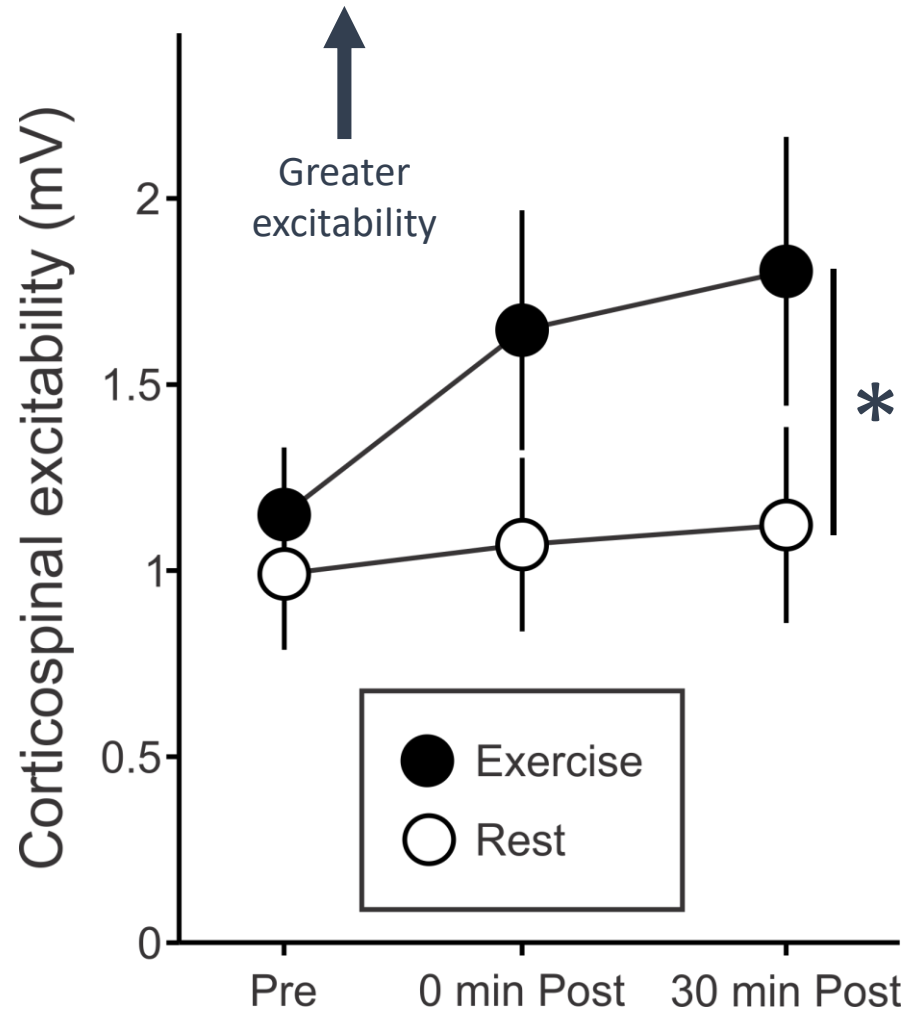 Corticospinal excitability (mV)
Greater
excitability
2
1.5
1
0.5
0
*
Exercise
Rest
Pre
0 min Post
30 min Post